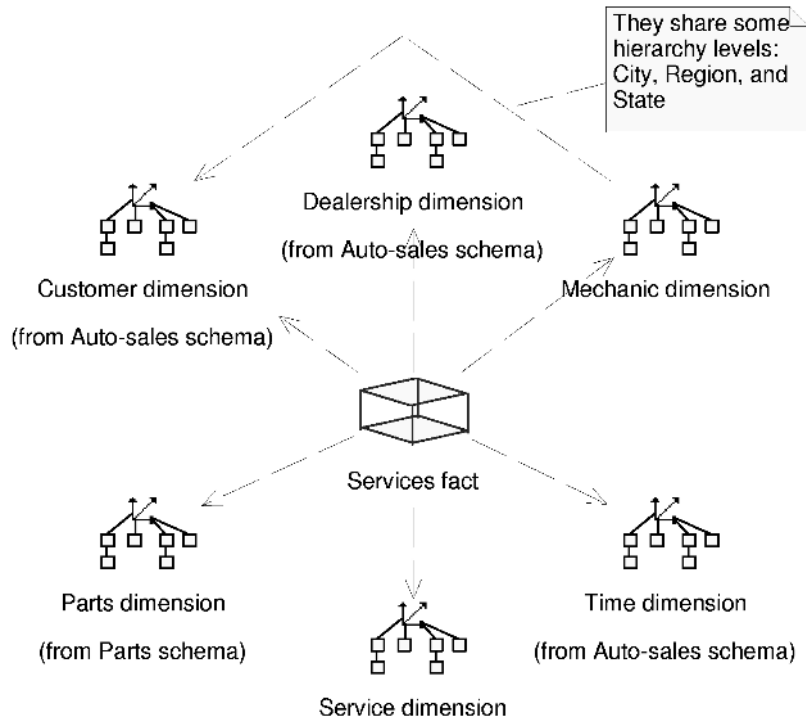 They share some
hierarchy levels:
City, Region, and
State
Dealership dimension
(from Auto-sales schema)
Customer dimension
(from Auto-sales schema)
Mechanic dimension
Services fact
Parts dimension
(from Parts schema)
Time dimension
(from Auto-sales schema)
Service dimension